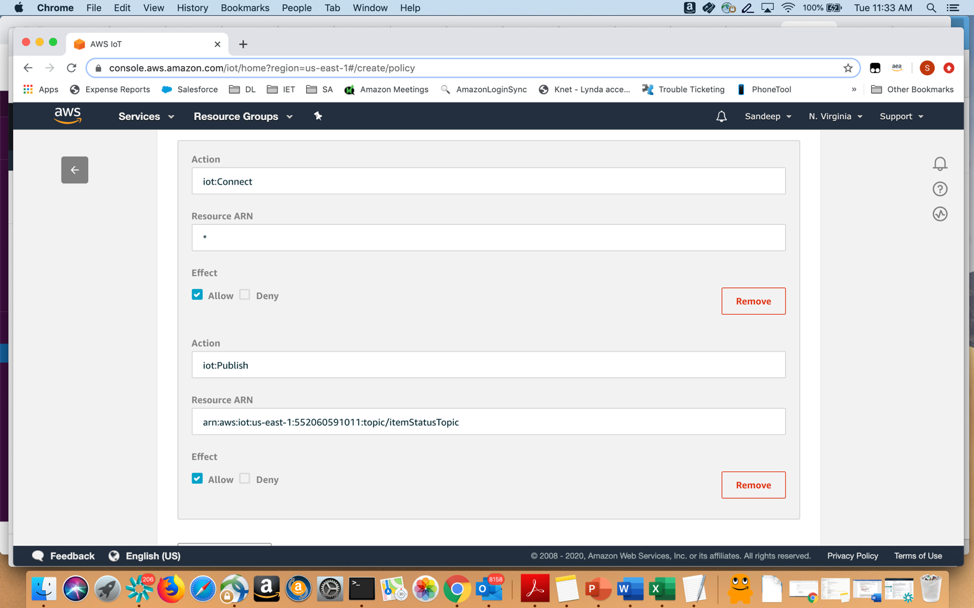 Chrome File Edit View History Bookmarks People Tab Window Help 100% Tue 11:33 AM
AWS IoT
console.aws.amazon.com/iot/home?region=us-east-1#/create/policy
Apps Expense Reports Salesforce DL IET SA Amazon Meetings AmazonLoginSync Knet - Lynda acce... Trouble Ticketing PhoneTool » Other Bookmarks
aws Services Resource Groups Sandeep N. Virginia Support
Action
iot:Connect
Resource ARN
*
Effect
Allow Deny
Remove
Action
iot:Publish
Resource ARN
arn:aws:iot:us-east-1:552060591011:topic/itemStatusTopic
Effect
Allow Deny
Remove
Feedback English (US) © 2008 - 2020, Amazon Web Services, Inc. or its affiliates. All rights reserved. Privacy Policy Terms of Use
206 8158